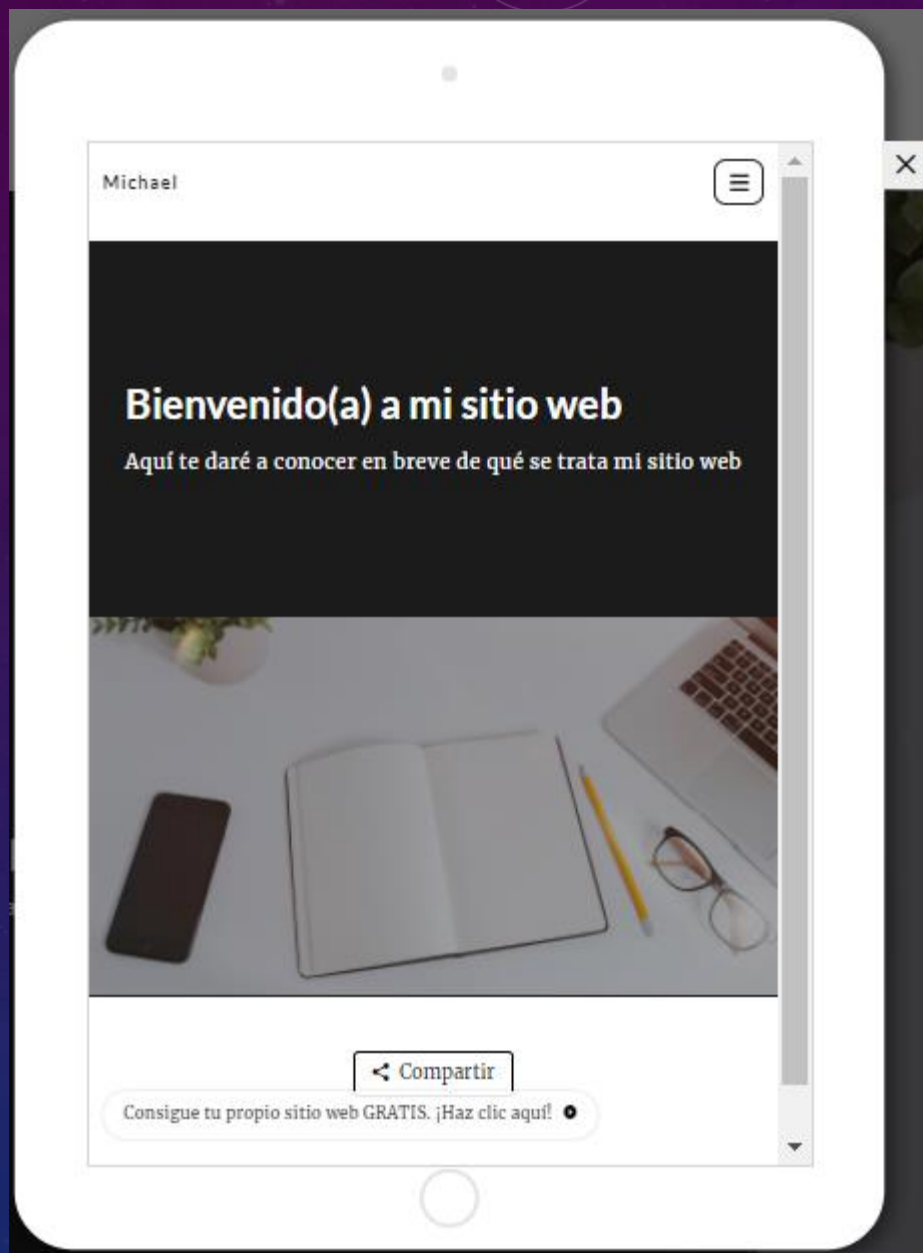 Michael
Bienvenido(a) a mi sitio web
Aquí te daré a conocer en breve de qué se trata mi sitio web
Compartir
Consigue tu propio sitio web GRATIS. ¡Haz clic aquí!